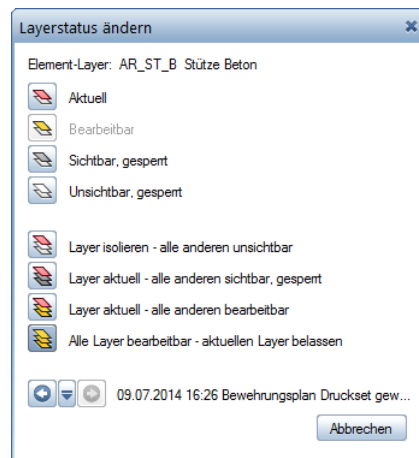 Layerstatus ändern
Element-Layer: AR_ST_B Stütze Beton
Aktuell
Bearbeitbar
Sichtbar, gesperrt
Unsichtbar, gesperrt
Layer isolieren - alle anderen unsichtbar
Layer aktuell - alle anderen sichtbar, gesperrt
Layer aktuell - alle anderen bearbeitbar
Alle Layer bearbeitbar - aktuellen Layer belassen
09.07.2014 16:26 Bewehrungsplan Druckset gew...
Abbrechen